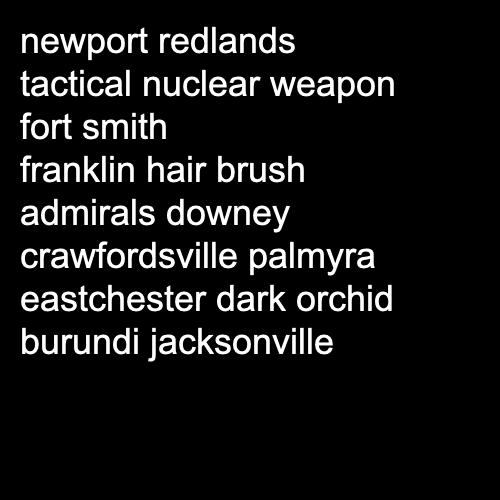 newport redlands
tactical nuclear weapon
fort smith
franklin hair brush
admirals downey
crawfordsville palmyra
eastchester dark orchid
burundi jacksonville